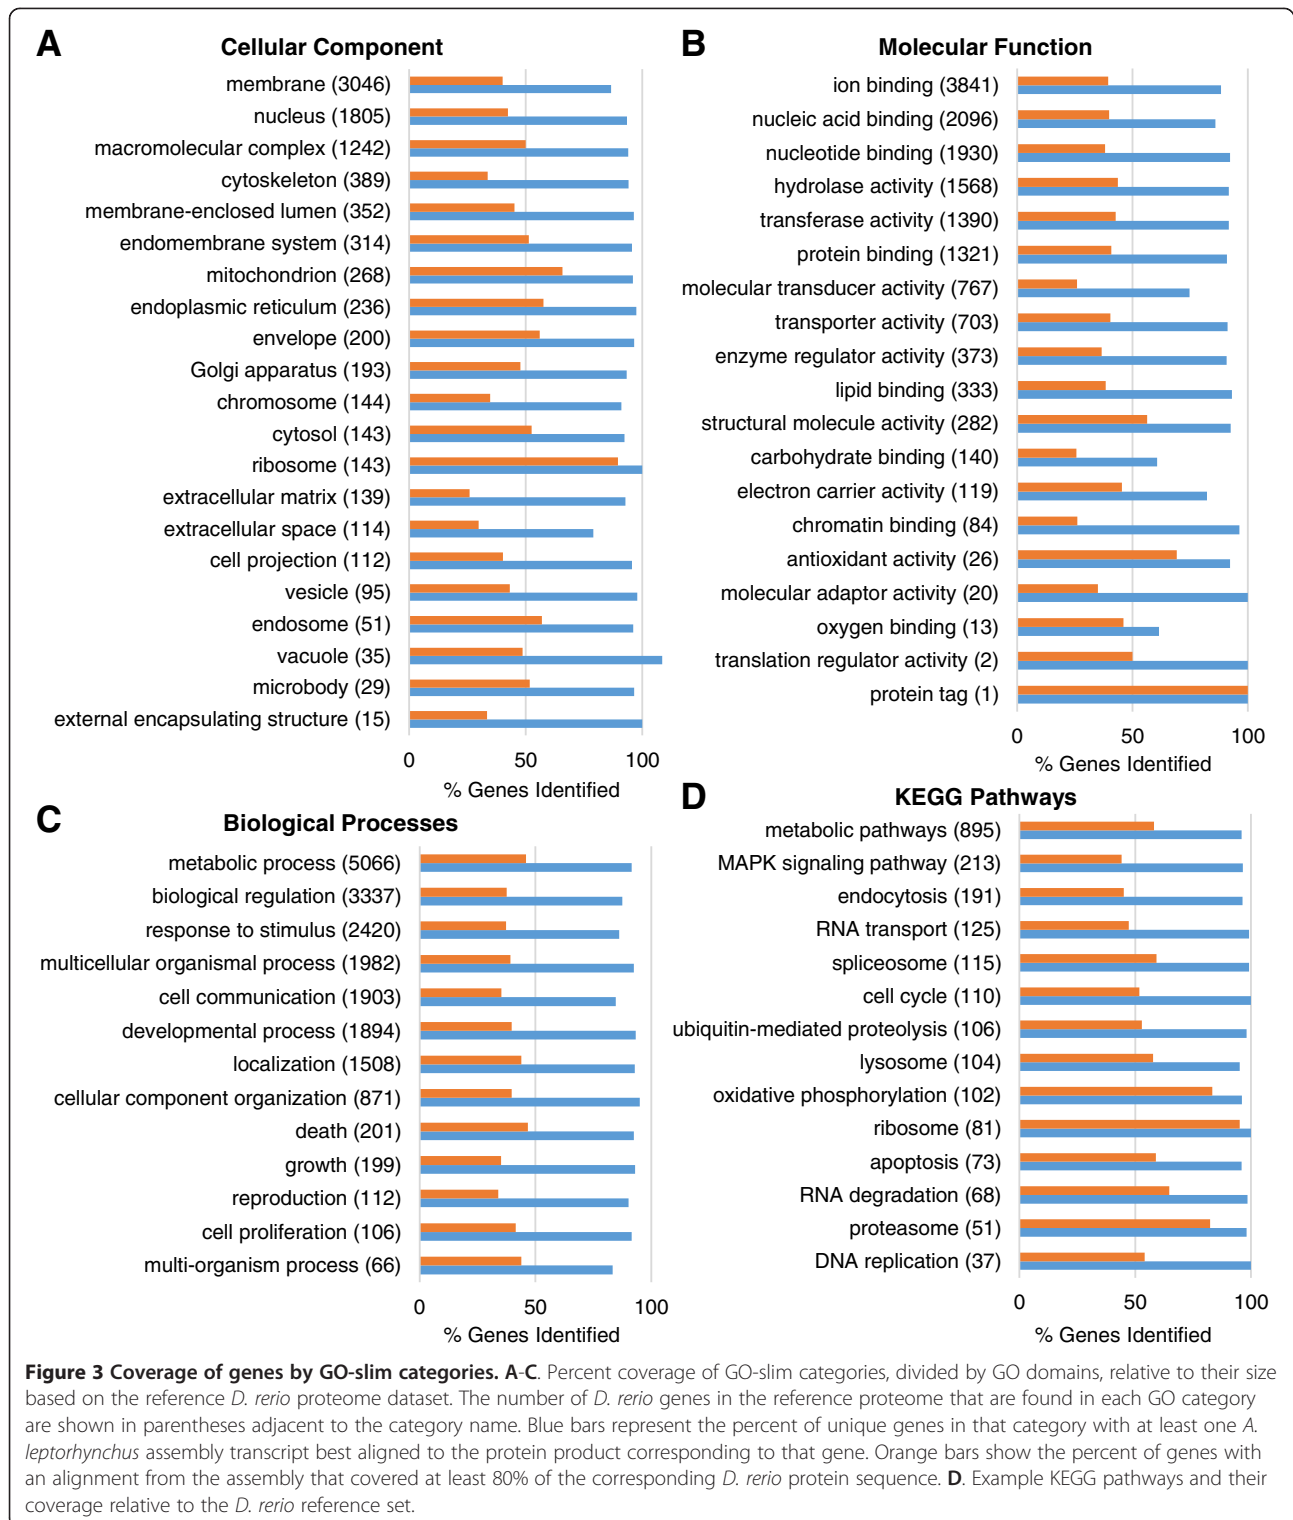 A
Cellular Component
membrane (3046)
nucleus (1805)
macromolecular complex (1242)
cytoskeleton (389)
membrane-enclosed lumen (352)
endomembrane system (314)
mitochondrion (268)
endoplasmic reticulum (236)
envelope (200)
Golgi apparatus (193)
chromosome (144)
cytosol (143)
ribosome (143)
extracellular matrix (139)
extracellular space (114)
cell projection (112)
vesicle (95)
endosome (51)
vacuole (35)
microbody (29)
external encapsulating structure (15)
0 50 100
% Genes Identified
B
Molecular Function
ion binding (3841)
nucleic acid binding (2096)
nucleotide binding (1930)
hydrolase activity (1568)
transferase activity (1390)
protein binding (1321)
molecular transducer activity (767)
transporter activity (703)
enzyme regulator activity (373)
lipid binding (333)
structural molecule activity (282)
carbohydrate binding (140)
electron carrier activity (119)
chromatin binding (84)
antioxidant activity (26)
molecular adaptor activity (20)
oxygen binding (13)
translation regulator activity (2)
protein tag (1)
0 50 100
% Genes Identified
C
Biological Processes
metabolic process (5066)
biological regulation (3337)
response to stimulus (2420)
multicellular organismal process (1982)
cell communication (1903)
developmental process (1894)
localization (1508)
cellular component organization (871)
death (201)
growth (199)
reproduction (112)
cell proliferation (106)
multi-organism process (66)
0 50 100
% Genes Identified
D
KEGG Pathways
metabolic pathways (895)
MAPK signaling pathway (213)
endocytosis (191)
RNA transport (125)
spliceosome (115)
cell cycle (110)
ubiquitin-mediated proteolysis (106)
lysosome (104)
oxidative phosphorylation (102)
ribosome (81)
apoptosis (73)
RNA degradation (68)
proteasome (51)
DNA replication (37)
0 50 100
% Genes Identified
Figure 3 Coverage of genes by GO-slim categories. A-C. Percent coverage of GO-slim categories, divided by GO domains, relative to their size
based on the reference D. rerio proteome dataset. The number of D. rerio genes in the reference proteome that are found in each GO category
are shown in parentheses adjacent to the category name. Blue bars represent the percent of unique genes in that category with at least one A.
leptorhynchus assembly transcript best aligned to the protein product corresponding to that gene. Orange bars show the percent of genes with
an alignment from the assembly that covered at least 80% of the corresponding D. rerio protein sequence. D. Example KEGG pathways and their
coverage relative to the D. rerio reference set.